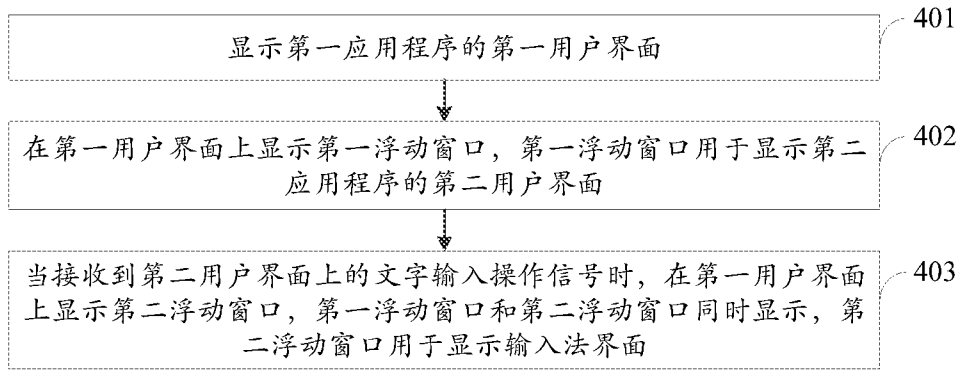 显示第一应用程序的第一用户界面
401
在第一用户界面上显示第一浮动窗口，第一浮动窗口用于显示第二
应用程序的第二用户界面
402
当接收到第二用户界面上的文字输入操作信号时，在第一用户界面
上显示第二浮动窗口，第一浮动窗口和第二浮动窗口同时显示，第
二浮动窗口用于显示输入法界面
403